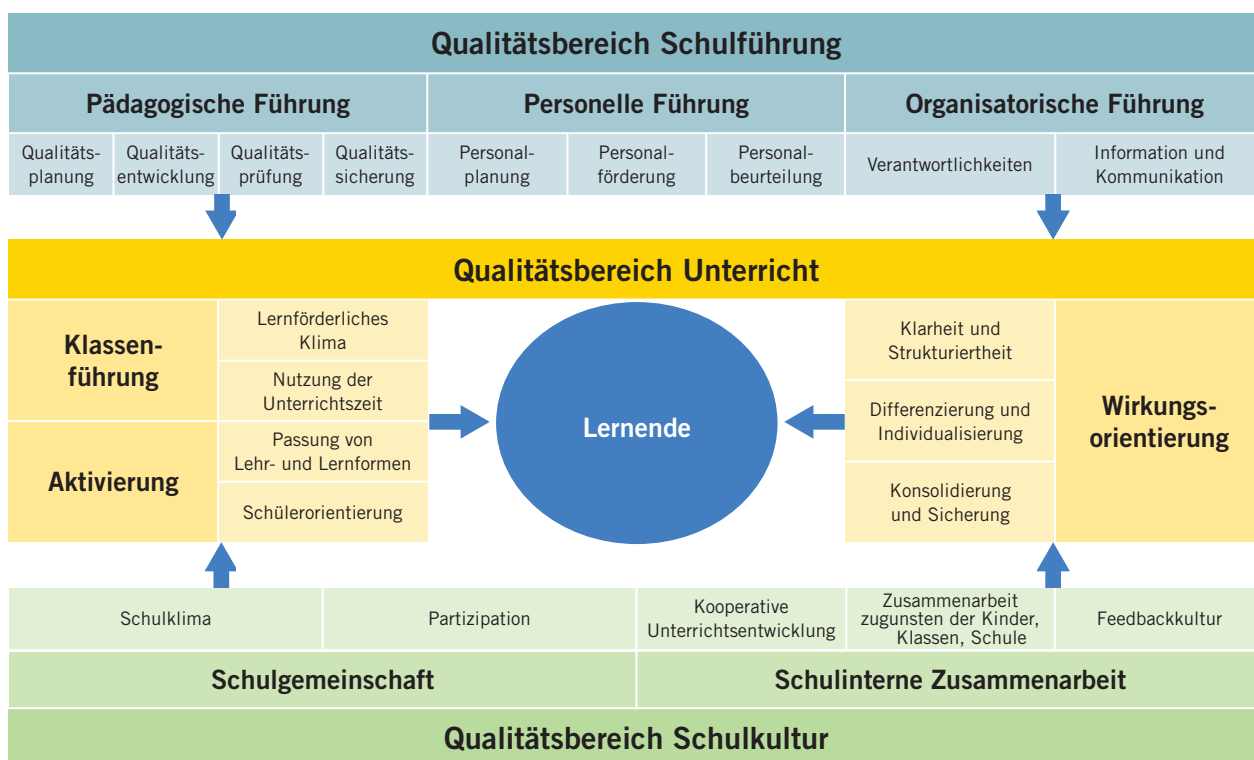 Qualitätsbereich Schulführung
Pädagogische Führung
Personelle Führung
Organisatorische Führung
Qualitäts-
planung
Qualitäts-
entwicklung
Qualitäts-
prüfung
Qualitäts-
sicherung
Personal-
planung
Personal-
förderung
Personal-
beurteilung
Verantwortlichkeiten
Information und
Kommunikation
Qualitätsbereich Unterricht
Klassen-
führung
Lernförderliches
Klima
Nutzung der
Unterrichtszeit
Aktivierung
Passung von
Lehr- und Lernformen
Schülerorientierung
Lernende
Klarheit und
Strukturiertheit
Differenzierung und
Individualisierung
Konsolidierung
und Sicherung
Wirkungs-
orientierung
Schulklima
Partizipation
Kooperative
Unterrichtsentwicklung
Zusammenarbeit
zugunsten der Kinder,
Klassen, Schule
Feedbackkultur
Schulgemeinschaft
Schulinterne Zusammenarbeit
Qualitätsbereich Schulkultur